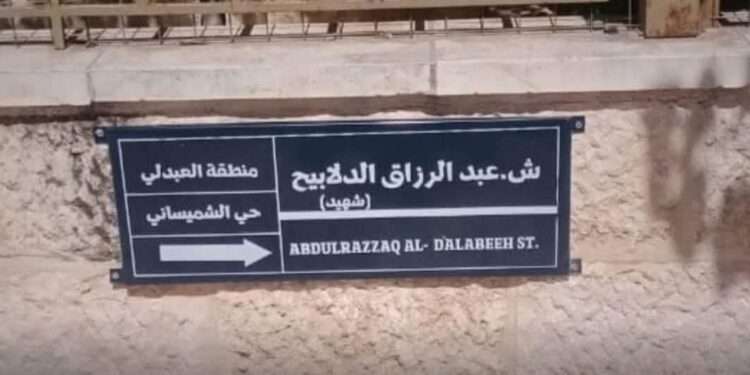 ش.عبد الرزاق الدلابيح
(شهيد)
ABDULRAZZAQ AL- DALABEEH ST.
منطقة العبدلي
حي الشميساني